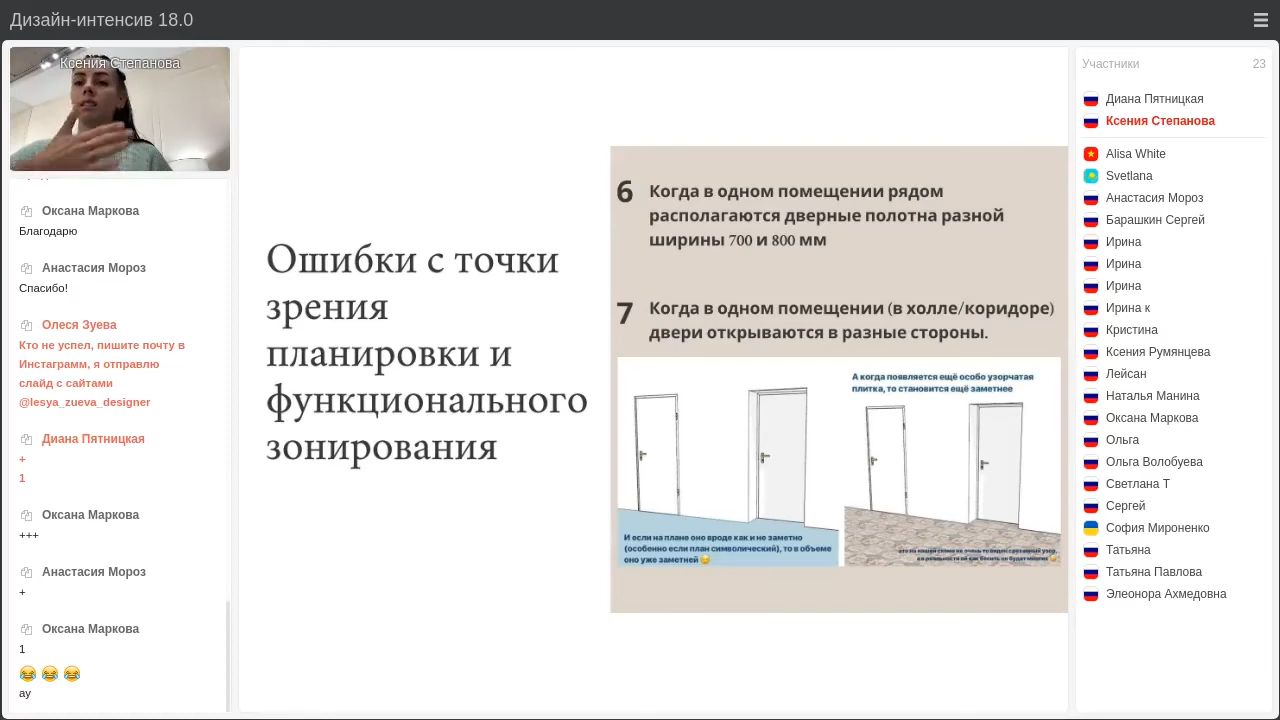 Дизайн-интенсив 18.0
Ксения Степанова
Оксана Маркова
Благодарю
Анастасия Мороз
Спасибо!
Олеся Зуева
Кто не успел, пишите почту в
Инстаграмм, я отправлю
слайд с сайтами
@lesya_zueva_designer
Диана Пятницкая
+
1
Оксана Маркова
+++
Анастасия Мороз
+
Оксана Маркова
1
😂 😂 😂
ау
Ошибки с точки
зрения
планировки и
функционального
зонирования
6 Когда в одном помещении рядом
располагаются дверные полотна разной
ширины 700 и 800 мм
7 Когда в одном помещении (в холле/коридоре)
двери открываются в разные стороны.
И если на плане оно вроде как и не заметно
(особенно если план символический), то в объеме
оно уже заметней 😄
А когда появляется ещё особо узорчатая
плитка, то становится ещё заметнее
Участники 23
Диана Пятницкая
Ксения Степанова
Alisa White
Svetlana
Анастасия Мороз
Барашкин Сергей
Ирина
Ирина
Ирина
Ирина к
Кристина
Ксения Румянцева
Лейсан
Наталья Манина
Оксана Маркова
Ольга
Ольга Волобуева
Светлана Т
Сергей
София Мироненко
Татьяна
Татьяна Павлова
Элеонора Ахмедовна